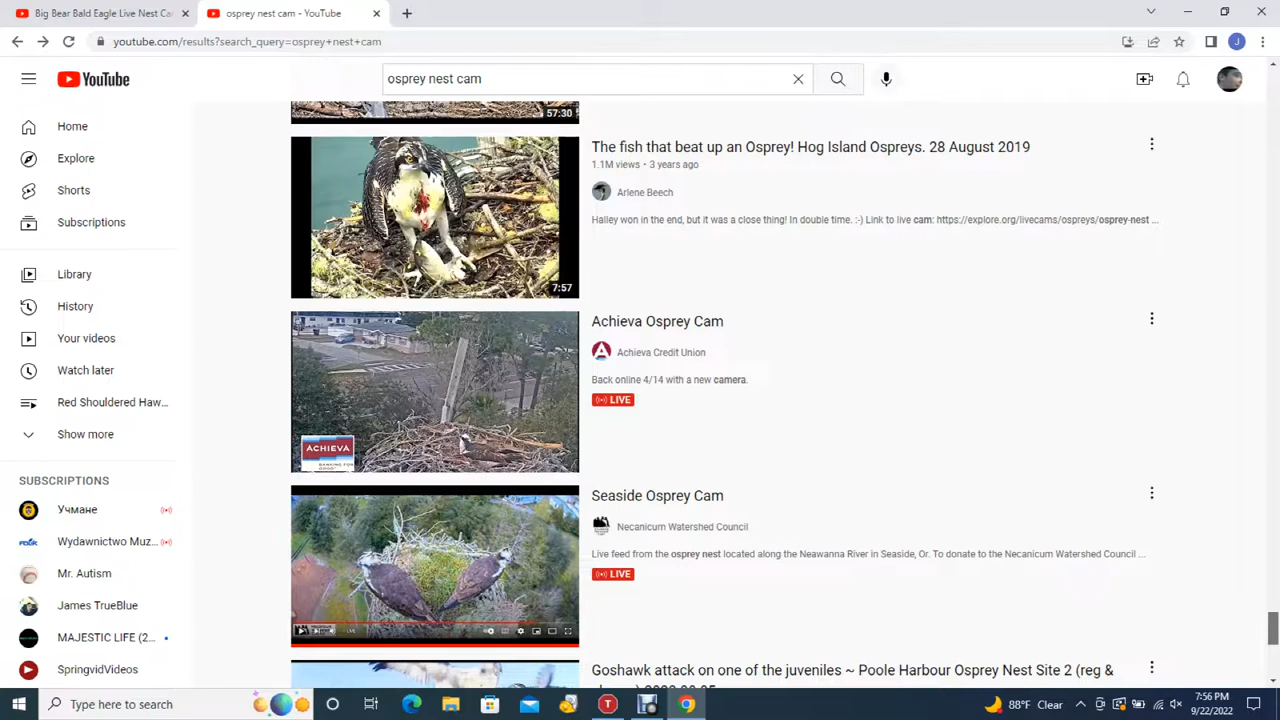 Big Bear Bald Eagle Live Nest Ca
osprey nest cam - YouTube
youtube.com/results?search_query=osprey+nest+cam
J
YouTube
osprey nest cam
Home
Explore
Shorts
Subscriptions
Library
History
Your videos
Watch later
Red Shouldered Haw...
Show more
SUBSCRIPTIONS
Учмане
Wydawnictwo Muz...
Mr. Autism
James TrueBlue
MAJESTIC LIFE (2...
SpringvidVideos
57:30
7:57
The fish that beat up an Osprey! Hog Island Ospreys. 28 August 2019
1.1M views • 3 years ago
Arlene Beech
Halley won in the end, but it was a close thing! In double time. :-) Link to live cam: https://explore.org/livecams/ospreys/osprey-nest ...
ACHIEVA
BANKING FOR
Achieva Osprey Cam
Achieva Credit Union
Back online 4/14 with a new camera.
LIVE
Seaside Osprey Cam
Necanicum Watershed Council
Live feed from the osprey nest located along the Neawanna River in Seaside, Or. To donate to the Necanicum Watershed Council ...
LIVE
Goshawk attack on one of the juveniles ~ Poole Harbour Osprey Nest Site 2 (reg &
Type here to search
88°F Clear
7:56 PM
9/22/2022